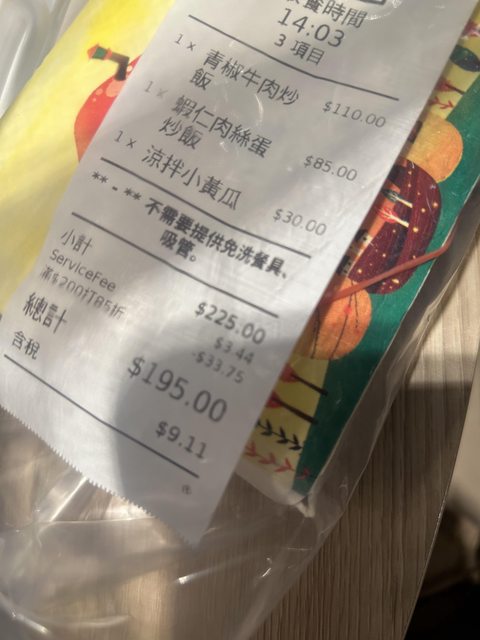 時間
14:03
3 項目
1 × 青椒牛肉炒 $110.00
飯
1 × 蝦仁肉絲蛋 $85.00
炒飯
1 × 涼拌小黃瓜 $30.00
** - ** 不需要提供免洗餐具、
吸管。
小計 $225.00
ServiceFee $3.44
滿$200打85折 -$33.75
總計 $195.00
含稅 $9.11